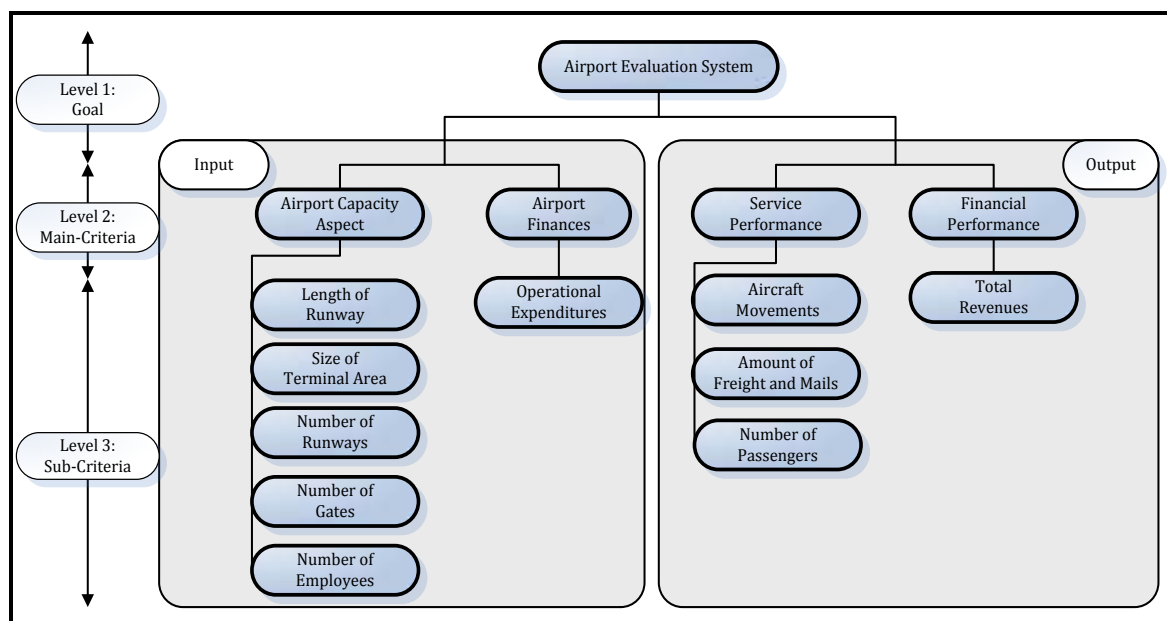 Airport Evaluation System
Level 1:
Goal
Input
Output
Level 2:
Main-Criteria
Airport Capacity
Aspect
Airport
Finances
Service
Performance
Financial
Performance
Length of
Runway
Operational
Expenditures
Aircraft
Movements
Total
Revenues
Size of
Terminal Area
Amount of
Freight and Mails
Level 3:
Sub-Criteria
Number of
Runways
Number of
Passengers
Number of
Gates
Number of
Employees